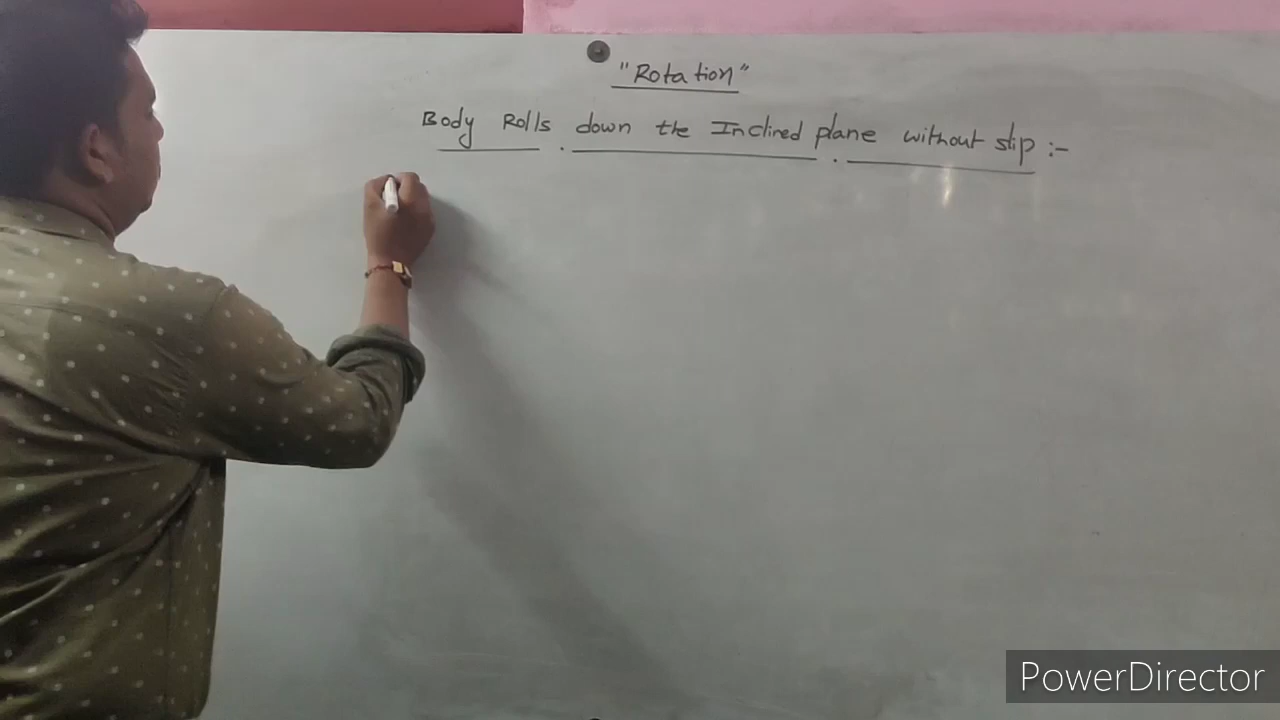 "Rotation"
Body Rolls down the Inclined plane without slip :-
PowerDirector